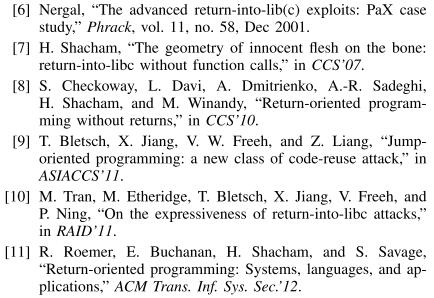 [6] Nergal, “The advanced return-into-lib(c) exploits: PaX case
study,” Phrack, vol. 11, no. 58, Dec 2001.
[7] H. Shacham, “The geometry of innocent flesh on the bone:
return-into-libc without function calls,” in CCS'07.
[8] S. Checkoway, L. Davi, A. Dmitrienko, A.-R. Sadeghi,
H. Shacham, and M. Winandy, “Return-oriented program-
ming without returns,” in CCS'10.
[9] T. Bletsch, X. Jiang, V. W. Freeh, and Z. Liang, “Jump-
oriented programming: a new class of code-reuse attack,” in
ASIACCS'11.
[10] M. Tran, M. Etheridge, T. Bletsch, X. Jiang, V. Freeh, and
P. Ning, “On the expressiveness of return-into-libc attacks,”
in RAID'11.
[11] R. Roemer, E. Buchanan, H. Shacham, and S. Savage,
“Return-oriented programming: Systems, languages, and ap-
plications,” ACM Trans. Inf. Sys. Sec.'12.